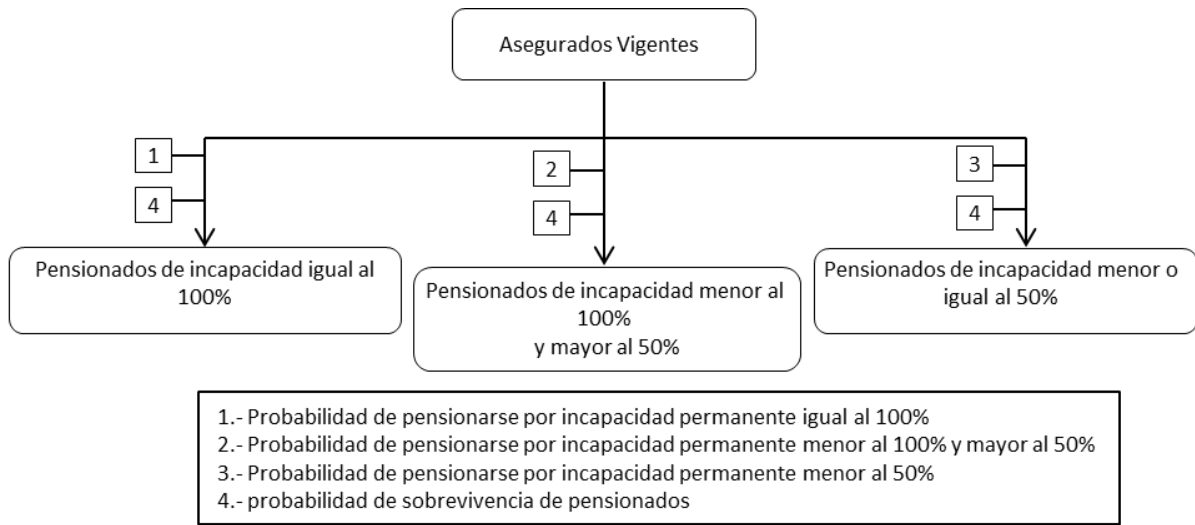 Asegurados Vigentes
1
4
2
4
3
4
Pensionados de incapacidad igual al
100%
Pensionados de incapacidad menor al
100%
y mayor al 50%
Pensionados de incapacidad menor o
igual al 50%
1.- Probabilidad de pensionarse por incapacidad permanente igual al 100%
2.- Probabilidad de pensionarse por incapacidad permanente menor al 100% y mayor al 50%
3.- Probabilidad de pensionarse por incapacidad permanente menor al 50%
4.- probabilidad de sobrevivencia de pensionados